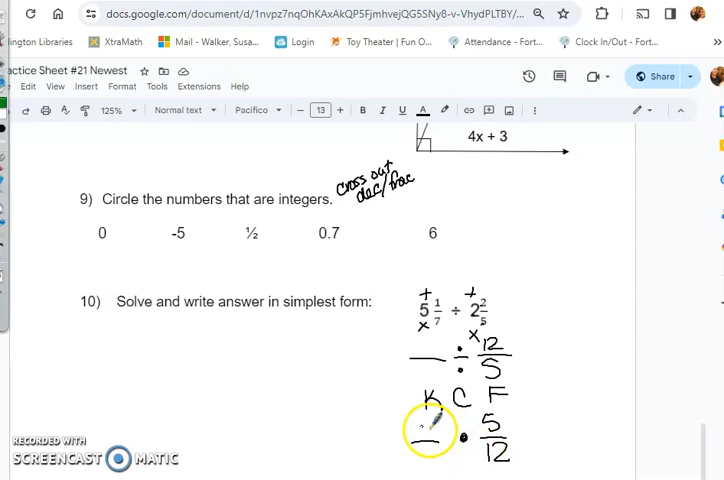 docs.google.com/document/d/1nvpz7nqOhKAxAkQP5FjmhvejQG5SNy8-v-VhydPLTBY/...
ington Libraries XtraMath Mail - Walker, Susa... Login Toy Theater | Fun O... Attendance - Fortet... Clock In/Out - Fort...
actice Sheet #21 Newest
dit View Insert Format Tools Extensions Help
Share
125% Normal text Pacifico − 13 + B I U A
4x + 3
cross out
dec/frac
9) Circle the numbers that are integers.
0 -5 ½ 0.7 6
+ +
10) Solve and write answer in simplest form: 5 1/7 ÷ 2 2/5
x x
— ÷ 12/5
K C F
— • 5/12
RECORDED WITH
SCREENCAST MATIC